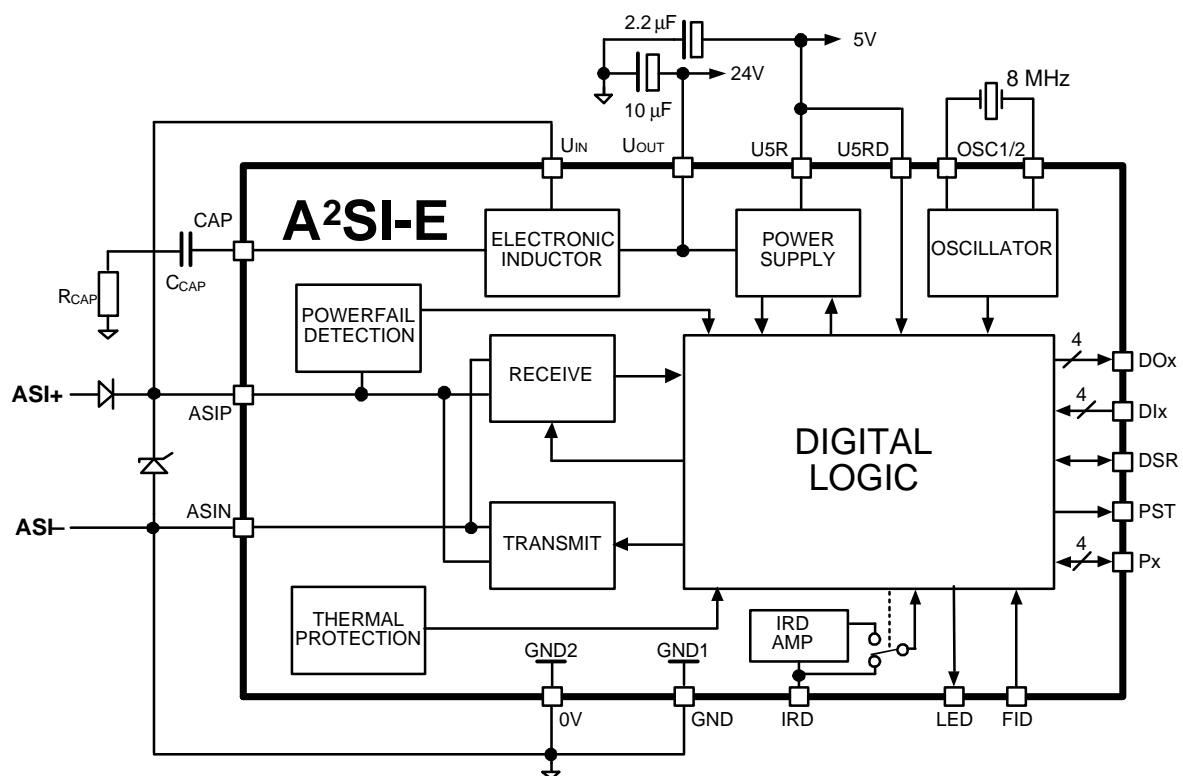 2.2 µF
5V
24V
10 µF
8 MHz
UIN
UOUT
U5R
U5RD
OSC1/2
CAP
A²SI-E
ELECTRONIC
INDUCTOR
POWER
SUPPLY
OSCILLATOR
CCAP
RCAP
POWERFAIL
DETECTION
RECEIVE
4
DOx
ASI+
ASIP
4
DIx
DIGITAL
LOGIC
DSR
ASIN
PST
ASI–
TRANSMIT
4
Px
THERMAL
PROTECTION
IRD
AMP
GND2
GND1
0V
GND
IRD
LED
FID